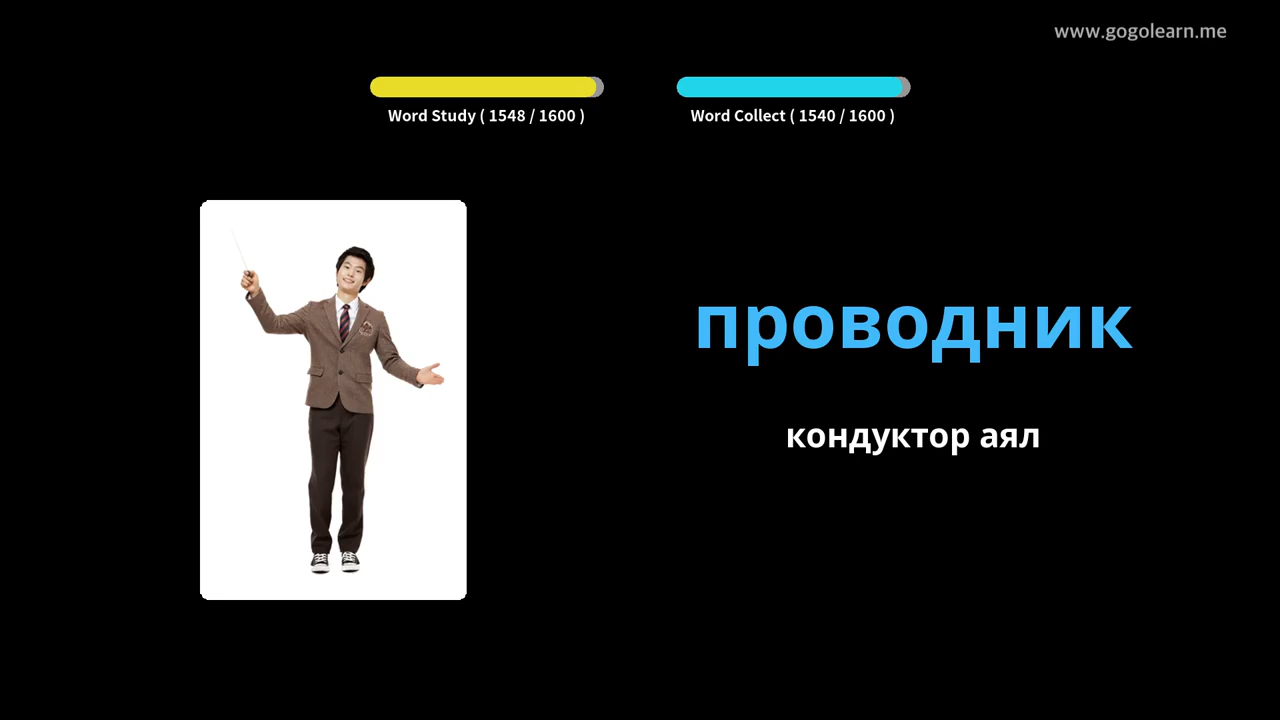 www.gogolearn.me
Word Study ( 1548 / 1600 )
Word Collect ( 1540 / 1600 )
проводник
кондуктор аял